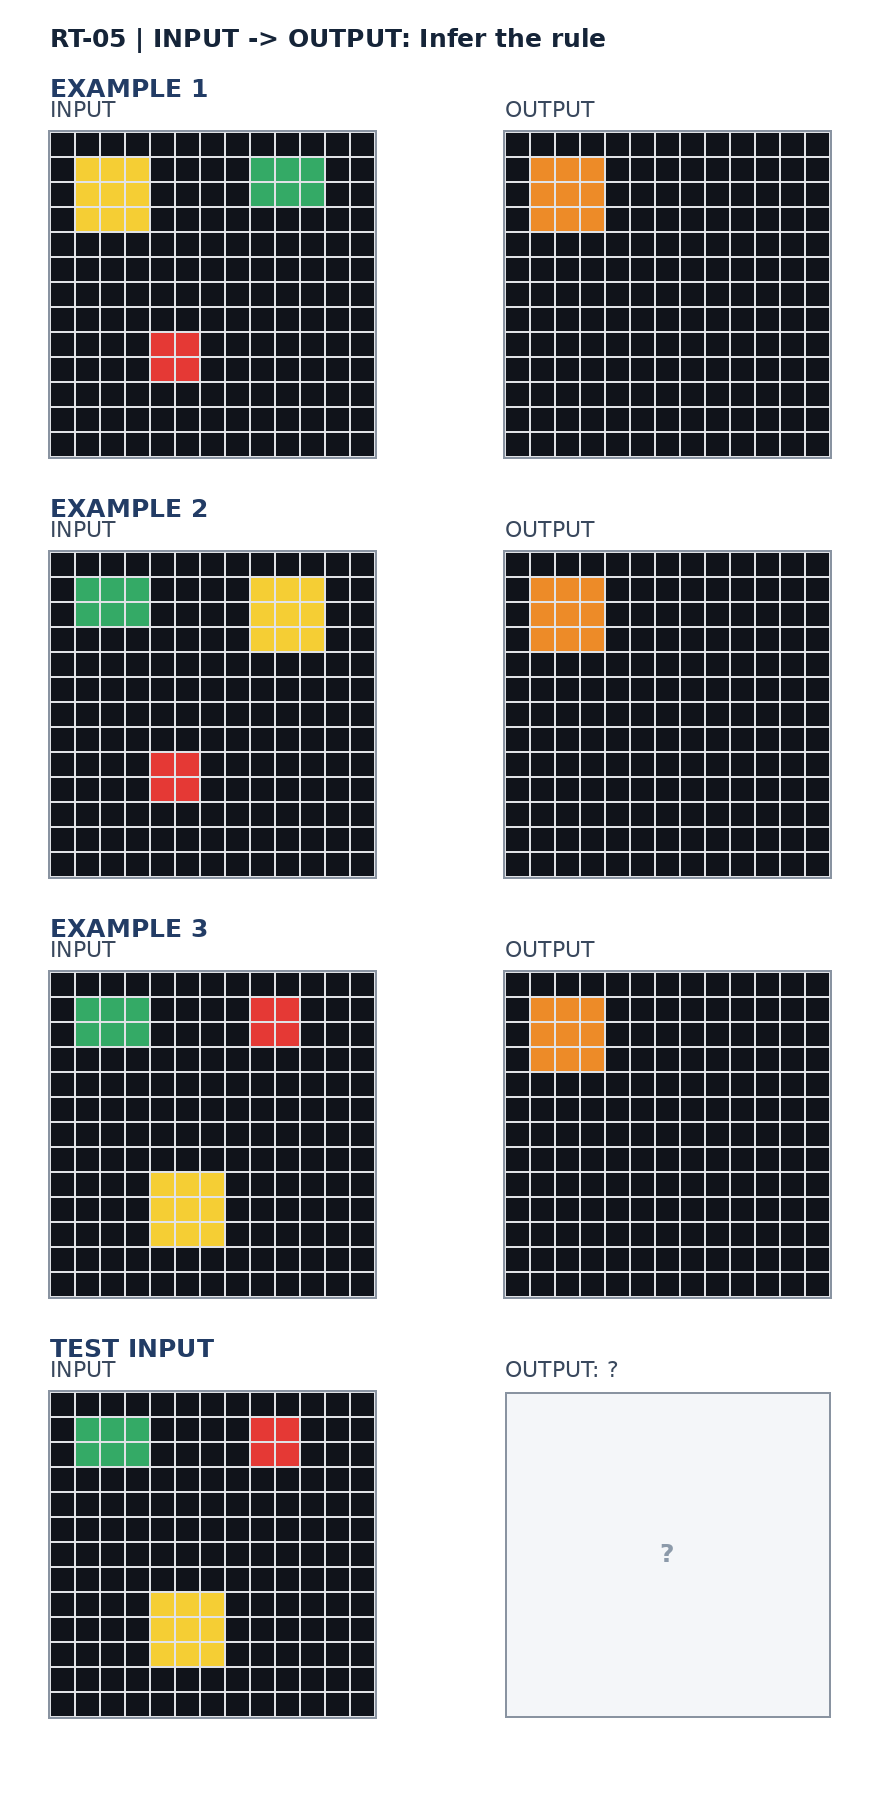 RT-05 | INPUT -> OUTPUT: Infer the rule
EXAMPLE 1
INPUT
OUTPUT
EXAMPLE 2
INPUT
OUTPUT
EXAMPLE 3
INPUT
OUTPUT
TEST INPUT
INPUT
OUTPUT: ?
?